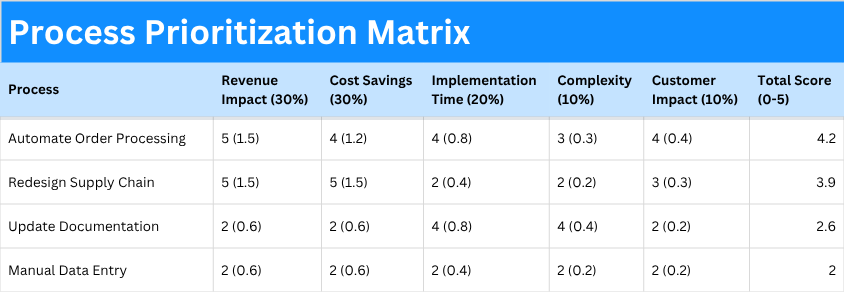 Process Prioritization Matrix
Process Revenue Impact (30%) Cost Savings (30%) Implementation Time (20%) Complexity (10%) Customer Impact (10%) Total Score (0-5)
Automate Order Processing 5 (1.5) 4 (1.2) 4 (0.8) 3 (0.3) 4 (0.4) 4.2
Redesign Supply Chain 5 (1.5) 5 (1.5) 2 (0.4) 2 (0.2) 3 (0.3) 3.9
Update Documentation 2 (0.6) 2 (0.6) 4 (0.8) 4 (0.4) 2 (0.2) 2.6
Manual Data Entry 2 (0.6) 2 (0.6) 2 (0.4) 2 (0.2) 2 (0.2) 2